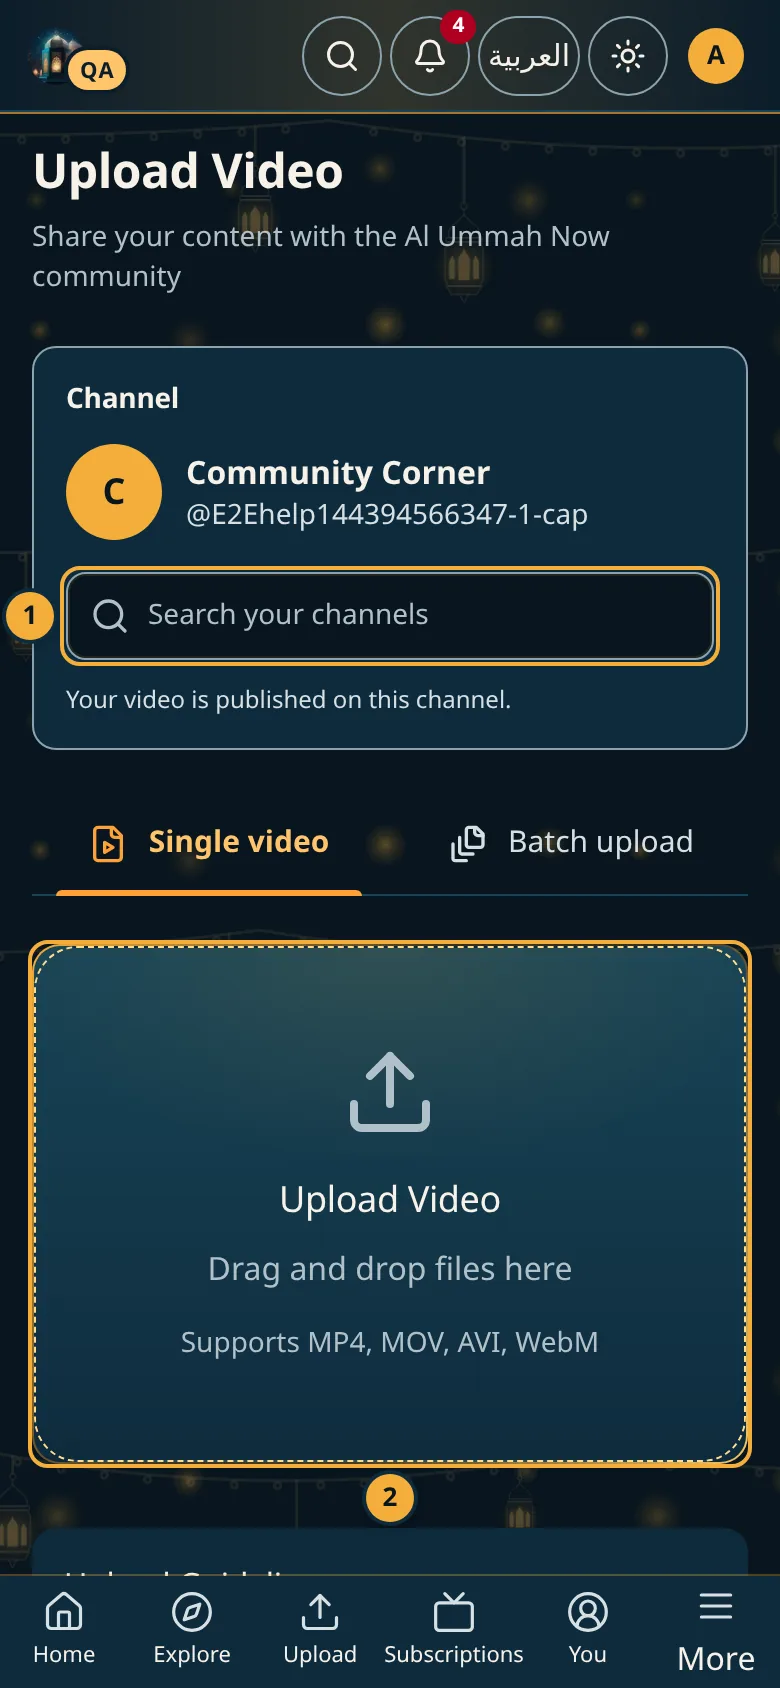 QA
4
العربية
A
Upload Video
Share your content with the Al Ummah Now
community
Channel
C
Community Corner
@E2Ehelp144394566347-1-cap
1
Search your channels
Your video is published on this channel.
Single video
Batch upload
Upload Video
Drag and drop files here
Supports MP4, MOV, AVI, WebM
2
Home
Explore
Upload
Subscriptions
You
More